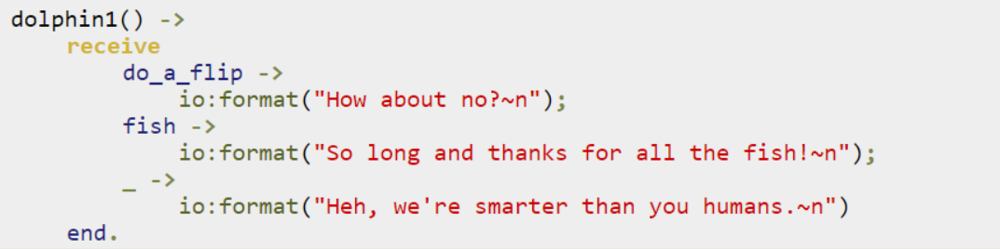 dolphin1() ->
receive
do_a_flip ->
io:format("How about no?~n");
fish ->
io:format("So long and thanks for all the fish!~n");
_ ->
io:format("Heh, we're smarter than you humans.~n")
end.